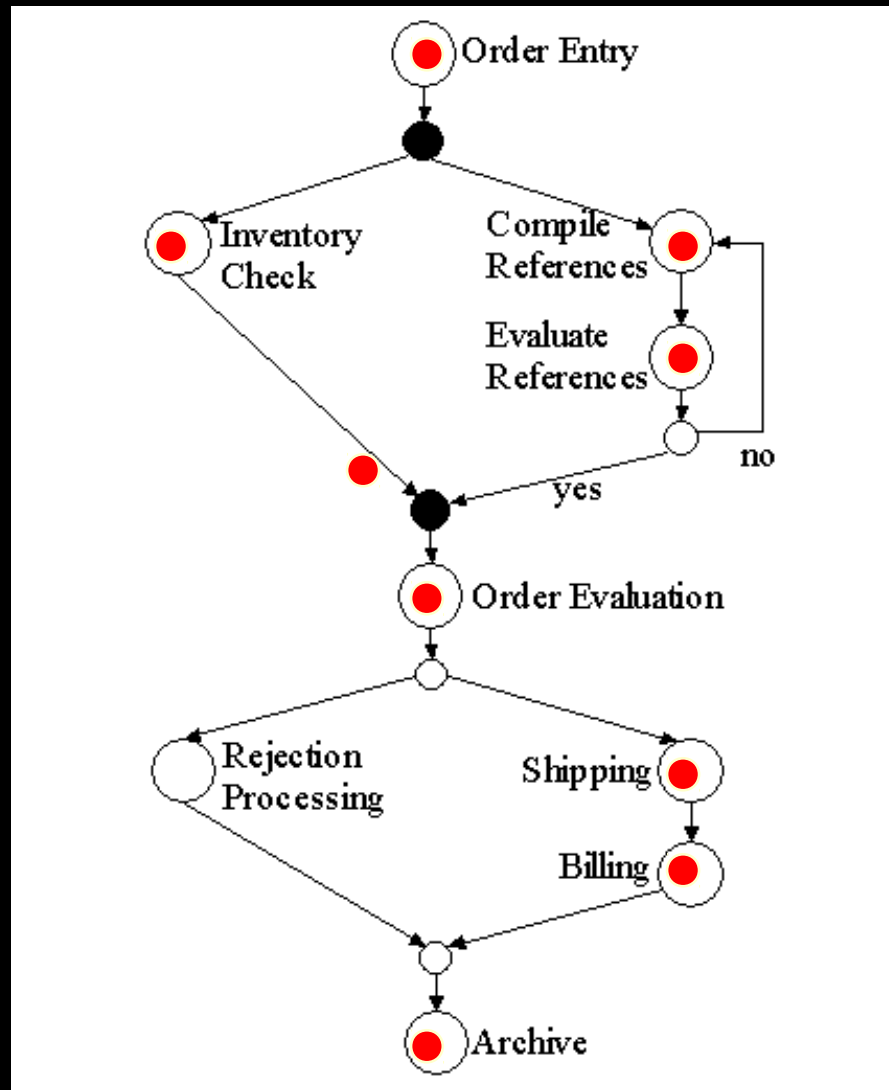 Order Entry
Inventory
Check
Compile
References
Evaluate
References
no
yes
Order Evaluation
Rejection
Processing
Shipping
Billing
Archive